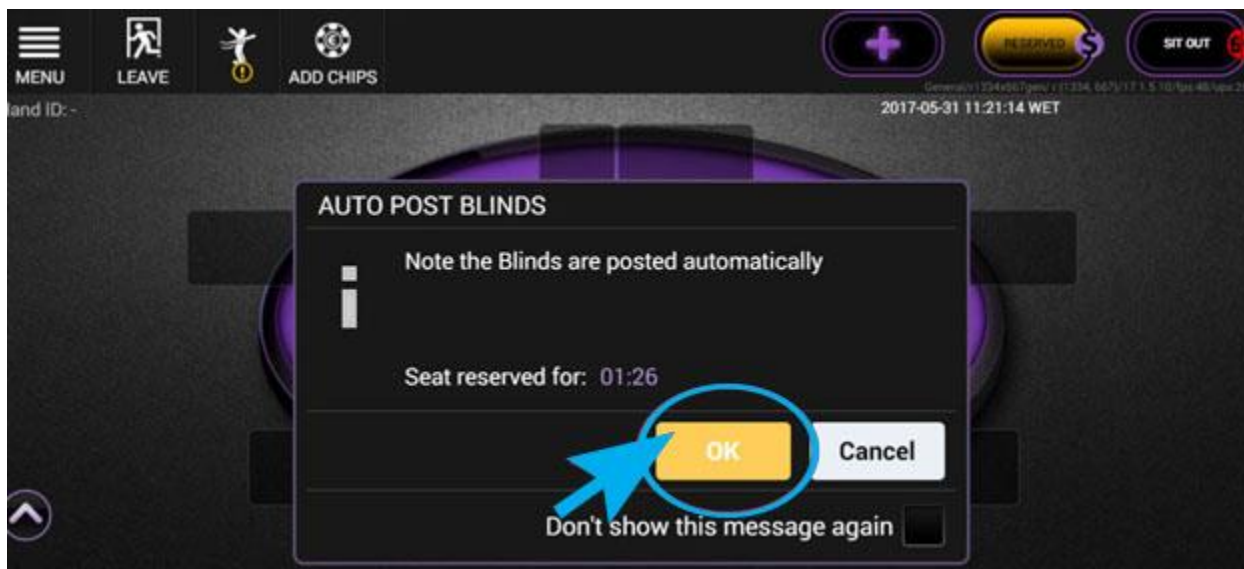 MENU
LEAVE
ADD CHIPS
RESERVED
SIT OUT
land ID: -
2017-05-31 11:21:14 WET
AUTO POST BLINDS
Note the Blinds are posted automatically
Seat reserved for: 01:26
OK
Cancel
Don't show this message again